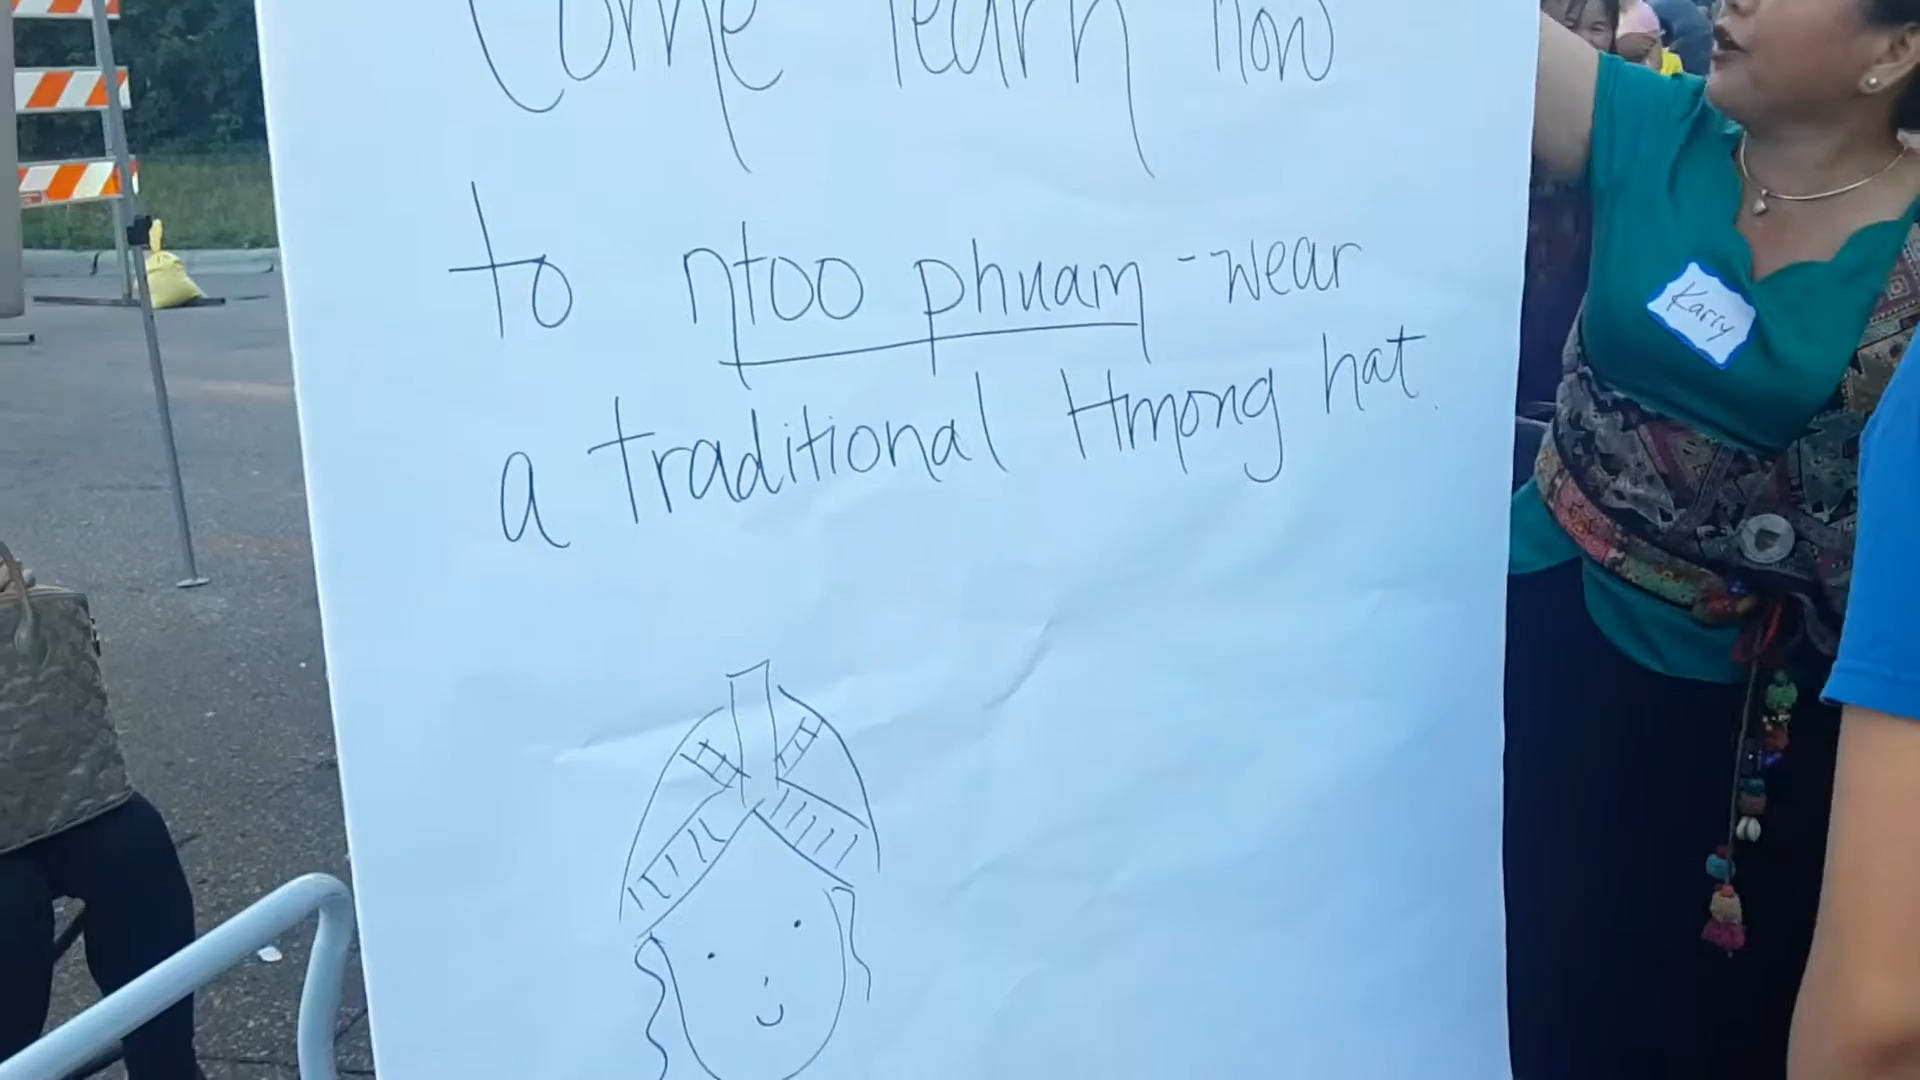 Come learn how
to ntoo phuam - wear
a traditional Hmong hat.
Karry